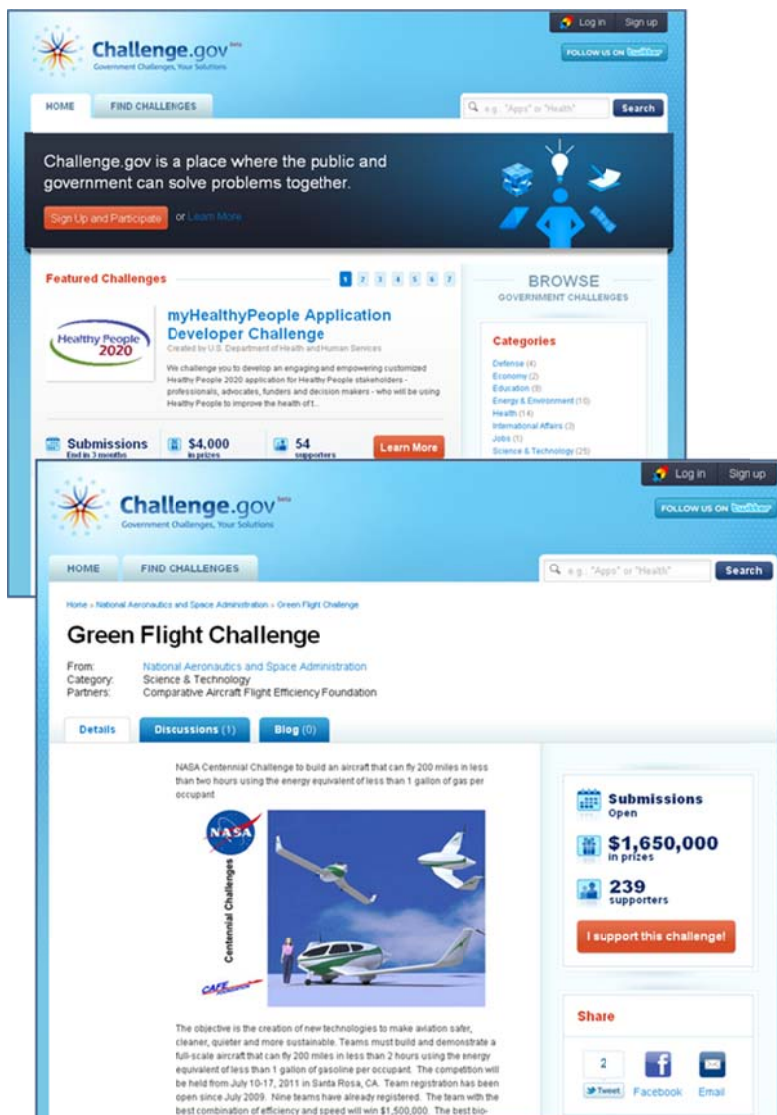 Log in Sign up
Challenge.gov beta
Government Challenges, Your Solutions
FOLLOW US ON twitter
HOME FIND CHALLENGES
e.g., "Apps" or "Health" Search
Challenge.gov is a place where the public and
government can solve problems together.
Sign Up and Participate or Learn More
Featured Challenges 1 2 3 4 5 6 7
BROWSE
GOVERNMENT CHALLENGES
Healthy People
2020
myHealthyPeople Application
Developer Challenge
Created by U.S. Department of Health and Human Services
We challenge you to develop an engaging and empowering customized
Healthy People 2020 application for Healthy People stakeholders -
professionals, advocates, funders and decision makers - who will be using
Healthy People to improve the health of t...
Submissions
End in 3 months
$4,000
in prizes
54
supporters
Learn More
Categories
Defense (4)
Economy (2)
Education (9)
Energy & Environment (10)
Health (14)
International Affairs (3)
Jobs (1)
Science & Technology (25)
Log in Sign up
Challenge.gov beta
Government Challenges, Your Solutions
FOLLOW US ON twitter
HOME FIND CHALLENGES
e.g.: "Apps" or "Health" Search
Home » National Aeronautics and Space Administration » Green Flight Challenge
Green Flight Challenge
From: National Aeronautics and Space Administration
Category: Science & Technology
Partners: Comparative Aircraft Flight Efficiency Foundation
Details Discussions (1) Blog (0)
NASA Centennial Challenge to build an aircraft that can fly 200 miles in less
than two hours using the energy equivalent of less than 1 gallon of gas per
occupant
NASA
Centennial Challenges
CAFE
The objective is the creation of new technologies to make aviation safer,
cleaner, quieter and more sustainable. Teams must build and demonstrate a
full-scale aircraft that can fly 200 miles in less than 2 hours using the energy
equivalent of less than 1 gallon of gasoline per occupant. The competition will
be held from July 10-17, 2011 in Santa Rosa, CA. Team registration has been
open since July 2009. Nine teams have already registered. The team with the
best combination of efficiency and speed will win $1,500,000. The best bio-
Submissions
Open
$1,650,000
in prizes
239
supporters
I support this challenge!
Share
2
Tweet Facebook Email